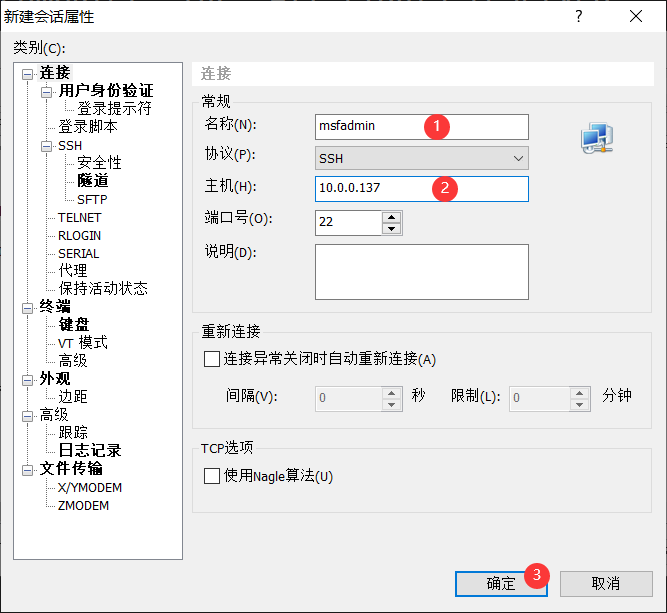 新建会话属性
类别(C):
连接
用户身份验证
登录提示符
登录脚本
SSH
安全性
隧道
SFTP
TELNET
RLOGIN
SERIAL
代理
保持活动状态
终端
键盘
VT 模式
高级
外观
边距
高级
跟踪
日志记录
文件传输
X/YMODEM
ZMODEM
连接
常规
名称(N): msfadmin 1
协议(P): SSH
主机(H): 10.0.0.137 2
端口号(O): 22
说明(D):
重新连接
连接异常关闭时自动重新连接(A)
间隔(V): 0 秒 限制(L): 0 分钟
TCP选项
使用Nagle算法(U)
确定 3 取消